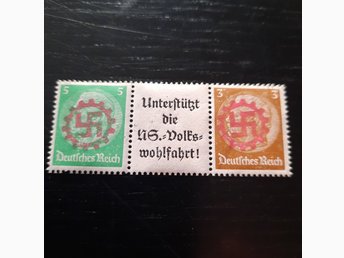 5 5
Deutsches Reich
Unterstützt
die
NS.-Volks-
wohlfahrt!
3 3
Deutsches Reich